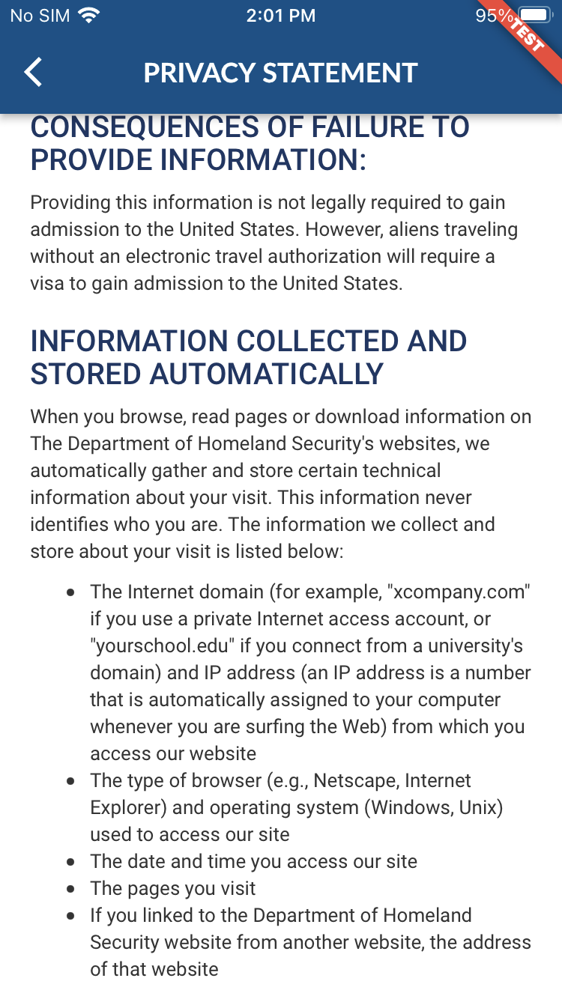 No SIM 2:01 PM 95%
TEST
PRIVACY STATEMENT
CONSEQUENCES OF FAILURE TO
PROVIDE INFORMATION:
Providing this information is not legally required to gain
admission to the United States. However, aliens traveling
without an electronic travel authorization will require a
visa to gain admission to the United States.
INFORMATION COLLECTED AND
STORED AUTOMATICALLY
When you browse, read pages or download information on
The Department of Homeland Security's websites, we
automatically gather and store certain technical
information about your visit. This information never
identifies who you are. The information we collect and
store about your visit is listed below:
• The Internet domain (for example, "xcompany.com"
if you use a private Internet access account, or
"yourschool.edu" if you connect from a university's
domain) and IP address (an IP address is a number
that is automatically assigned to your computer
whenever you are surfing the Web) from which you
access our website
• The type of browser (e.g., Netscape, Internet
Explorer) and operating system (Windows, Unix)
used to access our site
• The date and time you access our site
• The pages you visit
• If you linked to the Department of Homeland
Security website from another website, the address
of that website